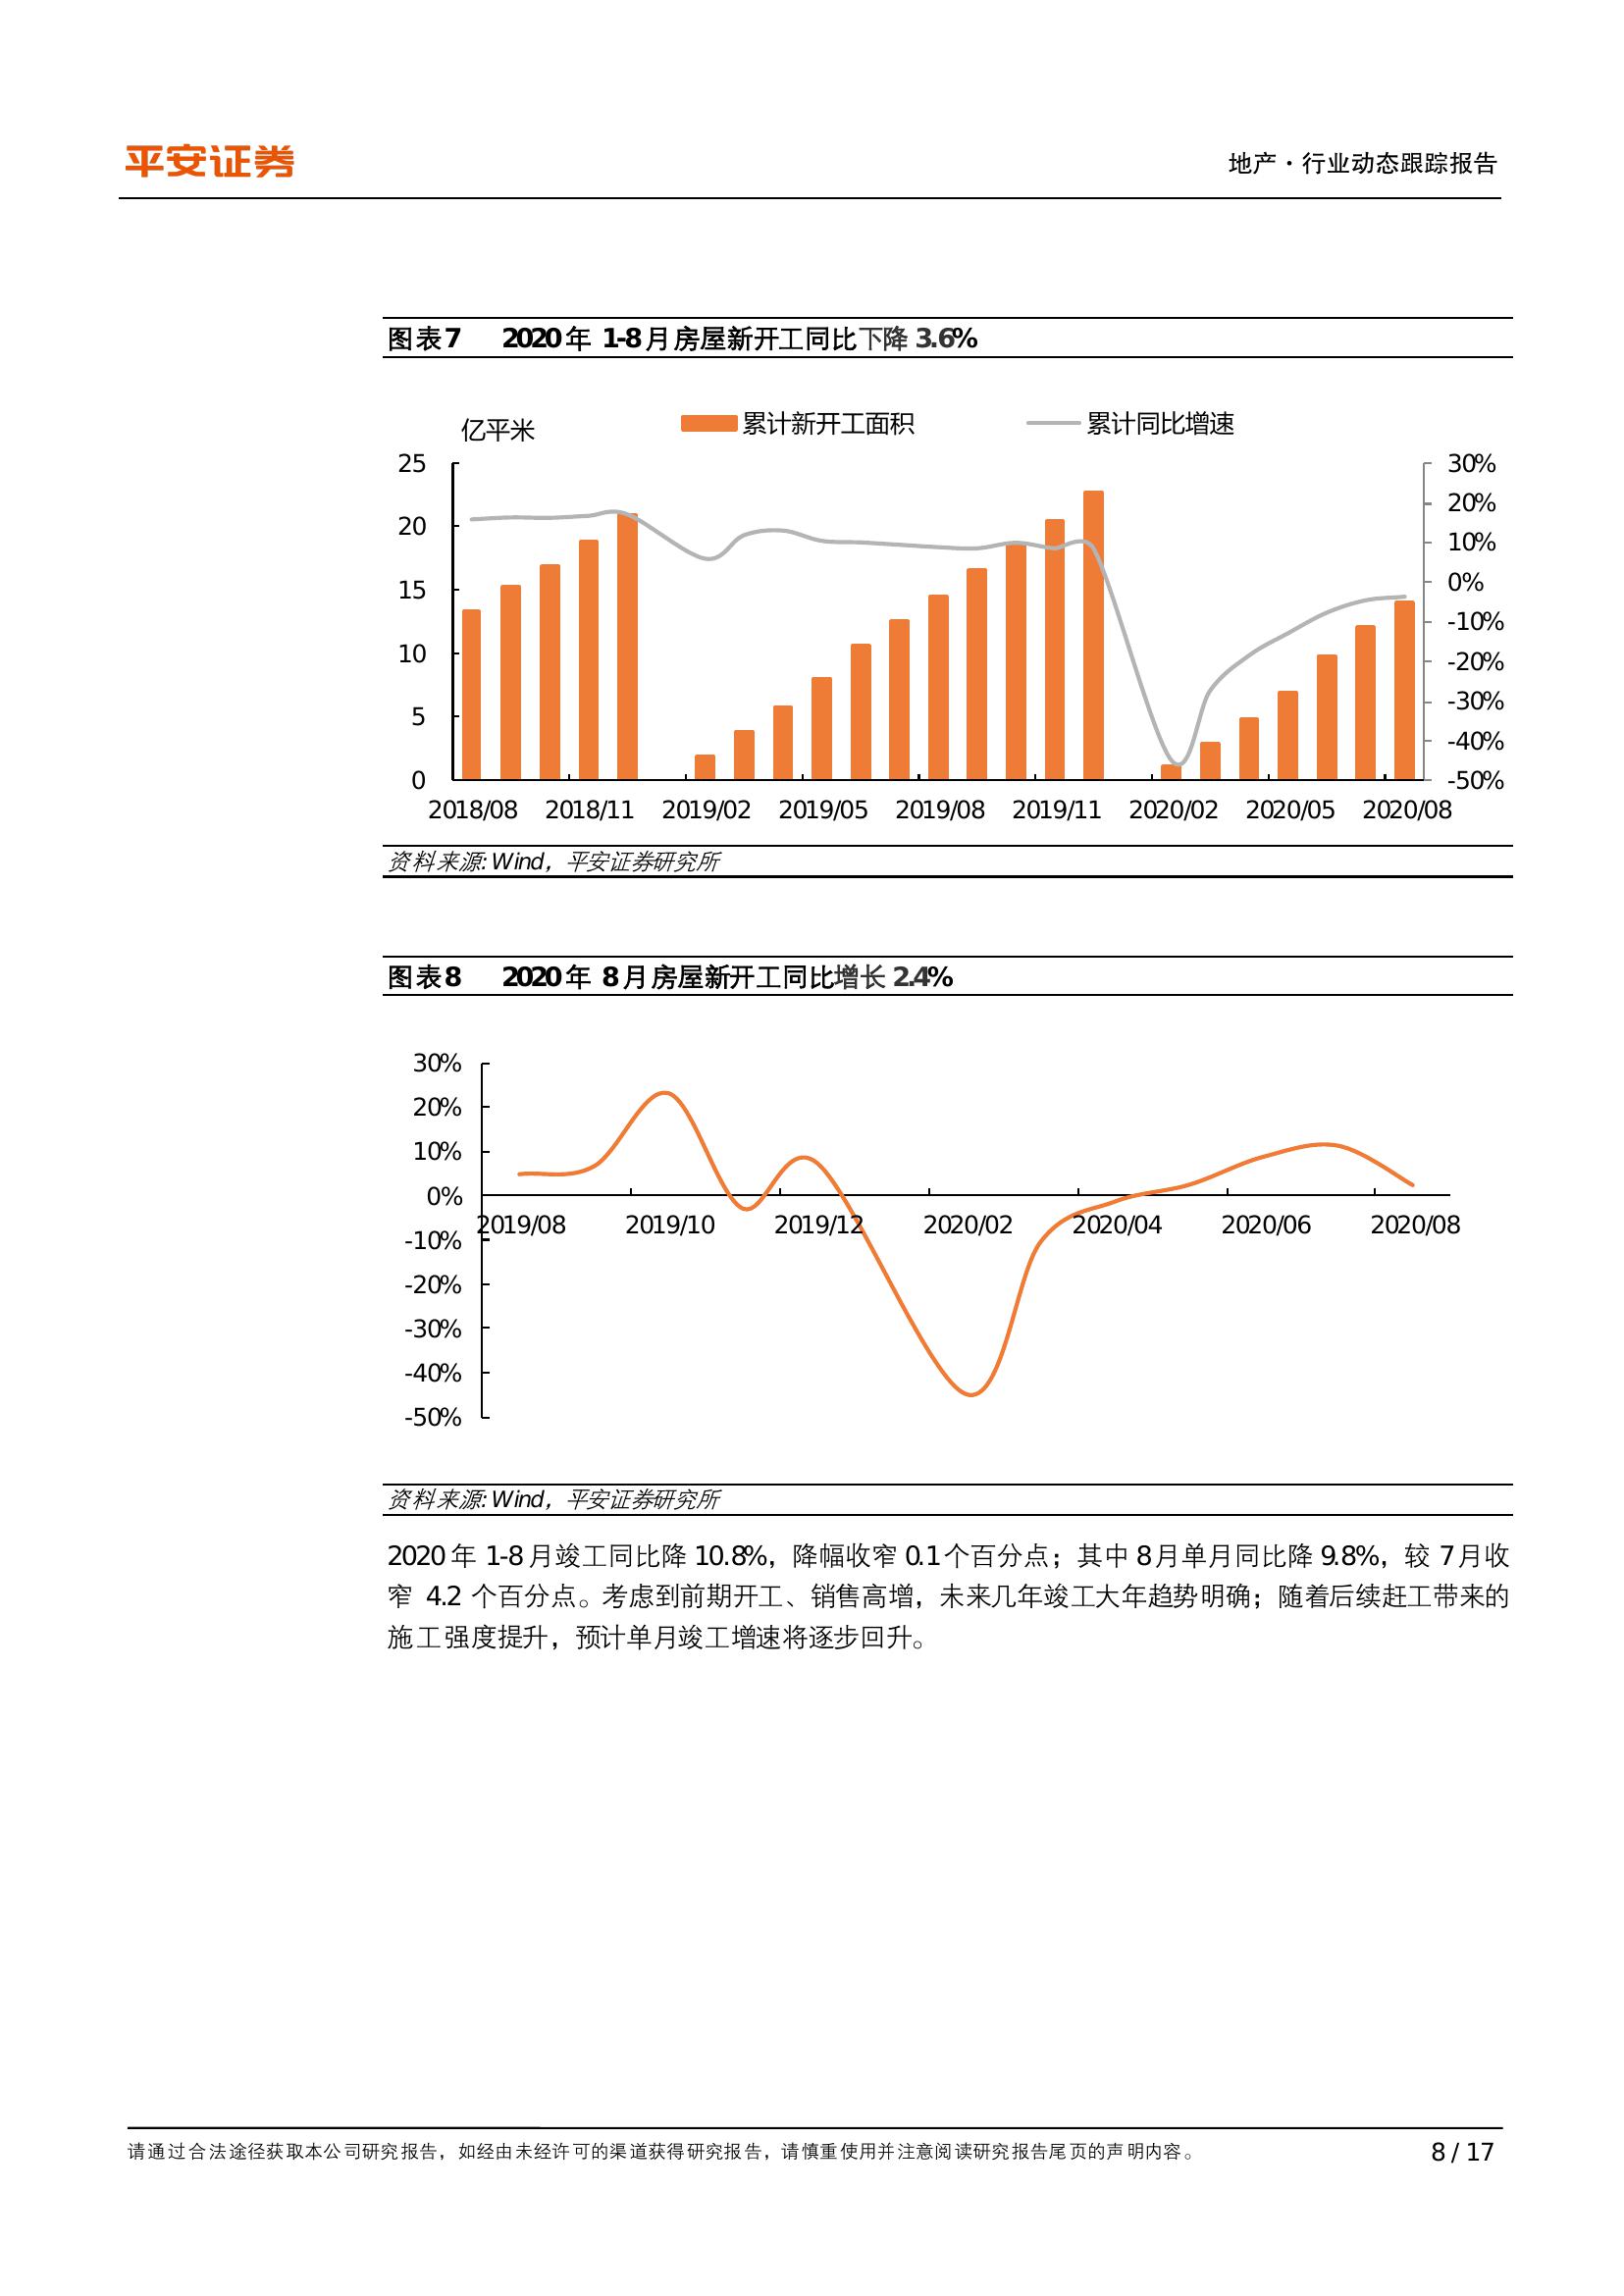 平安证券
地产·行业动态跟踪报告
图表7 2020年 1-8月房屋新开工同比下降 3.6%
亿平米
累计新开工面积
累计同比增速
25
20
15
10
5
0
30%
20%
10%
0%
-10%
-20%
-30%
-40%
-50%
2018/08 2018/11 2019/02 2019/05 2019/08 2019/11 2020/02 2020/05 2020/08
资料来源:Wind，平安证券研究所
图表8 2020年 8月房屋新开工同比增长 2.4%
30%
20%
10%
0%
-10%
-20%
-30%
-40%
-50%
2019/08 2019/10 2019/12 2020/02 2020/04 2020/06 2020/08
资料来源:Wind，平安证券研究所
2020年 1-8月竣工同比降 10.8%，降幅收窄 0.1个百分点；其中 8月单月同比降 9.8%，较 7月收
窄 4.2 个百分点。考虑到前期开工、销售高增，未来几年竣工大年趋势明确；随着后续赶工带来的
施工强度提升，预计单月竣工增速将逐步回升。
请通过合法途径获取本公司研究报告，如经由未经许可的渠道获得研究报告，请慎重使用并注意阅读研究报告尾页的声明内容。
8 / 17